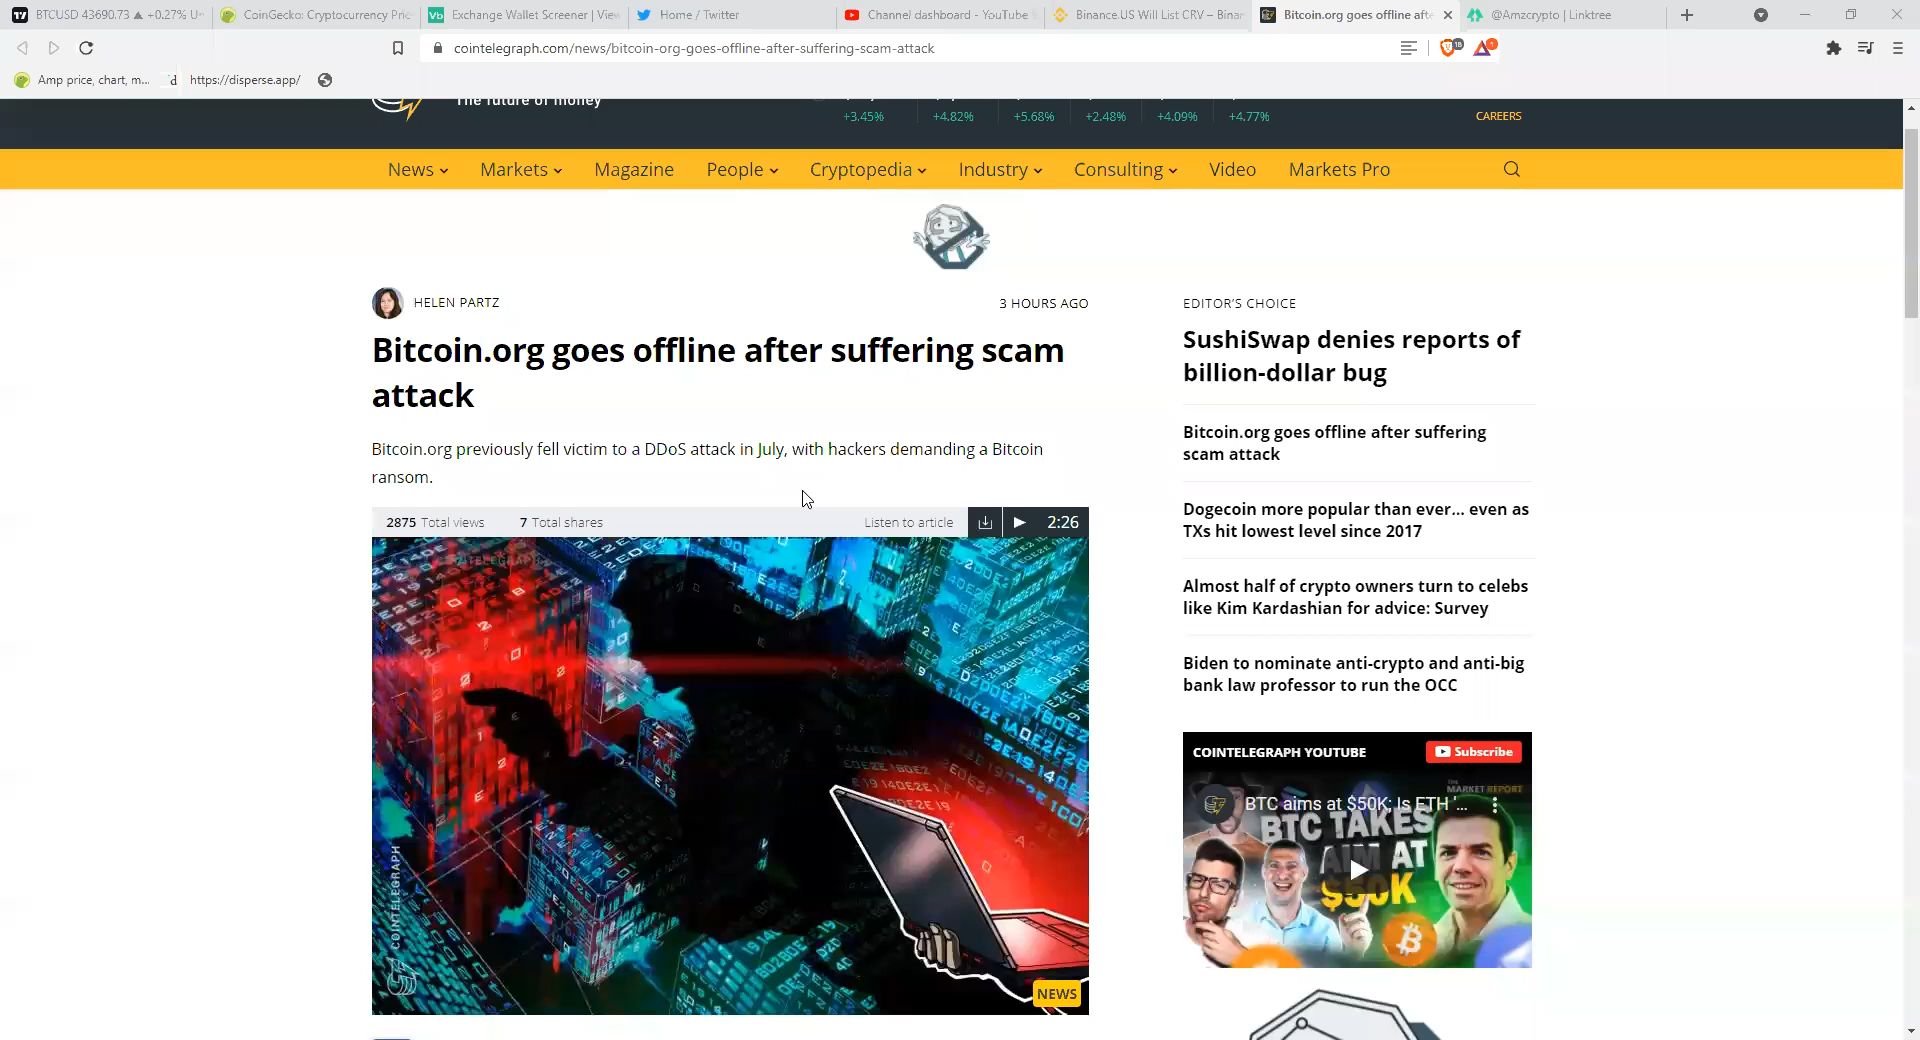 BTCUSD 43690.73 ▲ +0.27%
CoinGecko: Cryptocurrency Pric
Exchange Wallet Screener | View
Home / Twitter
Channel dashboard - YouTube
Binance.US Will List CRV – Binan
Bitcoin.org goes offline afte
@Amzcrypto | Linktree
cointelegraph.com/news/bitcoin-org-goes-offline-after-suffering-scam-attack
18
1
Amp price, chart, m...
d https://disperse.app/
The future of money
+3.45% +4.82% +5.68% +2.48% +4.09% +4.77%
CAREERS
News Markets Magazine People Cryptopedia Industry Consulting Video Markets Pro
HELEN PARTZ
3 HOURS AGO
Bitcoin.org goes offline after suffering scam
attack
Bitcoin.org previously fell victim to a DDoS attack in July, with hackers demanding a Bitcoin
ransom.
2875 Total views 7 Total shares Listen to article 2:26
COINTELEGRAPH
NEWS
EDITOR'S CHOICE
SushiSwap denies reports of
billion-dollar bug
Bitcoin.org goes offline after suffering
scam attack
Dogecoin more popular than ever... even as
TXs hit lowest level since 2017
Almost half of crypto owners turn to celebs
like Kim Kardashian for advice: Survey
Biden to nominate anti-crypto and anti-big
bank law professor to run the OCC
COINTELEGRAPH YOUTUBE
Subscribe
THE
MARKET REPORT
BTC aims at $50K; Is ETH '...
BTC TAKES
AIM AT
$50K